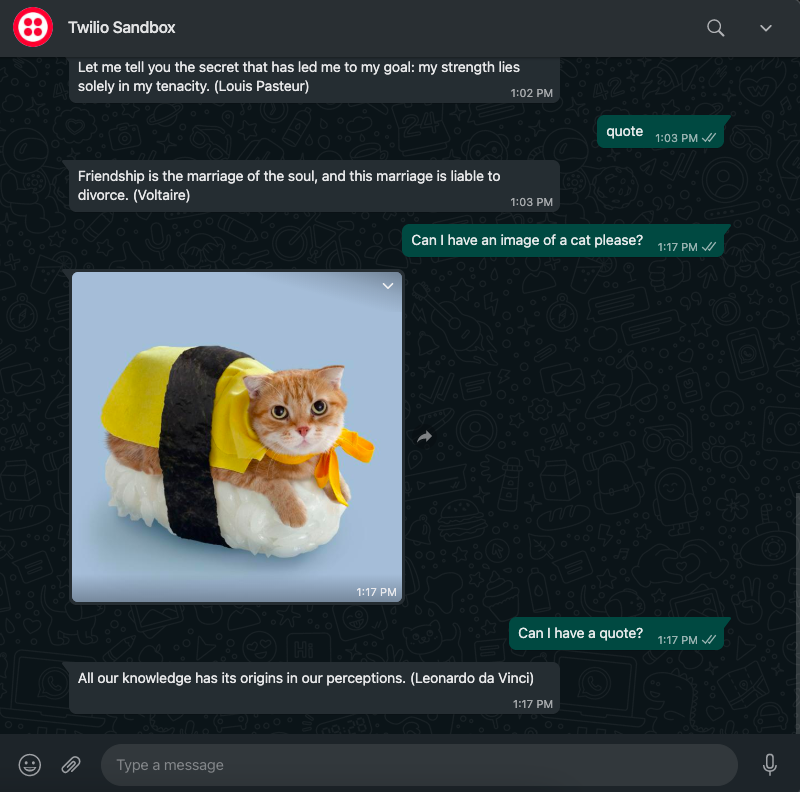 Twilio Sandbox
Let me tell you the secret that has led me to my goal: my strength lies
solely in my tenacity. (Louis Pasteur)
1:02 PM
quote
1:03 PM
Friendship is the marriage of the soul, and this marriage is liable to
divorce. (Voltaire)
1:03 PM
Can I have an image of a cat please?
1:17 PM
1:17 PM
Can I have a quote?
1:17 PM
All our knowledge has its origins in our perceptions. (Leonardo da Vinci)
1:17 PM
Type a message